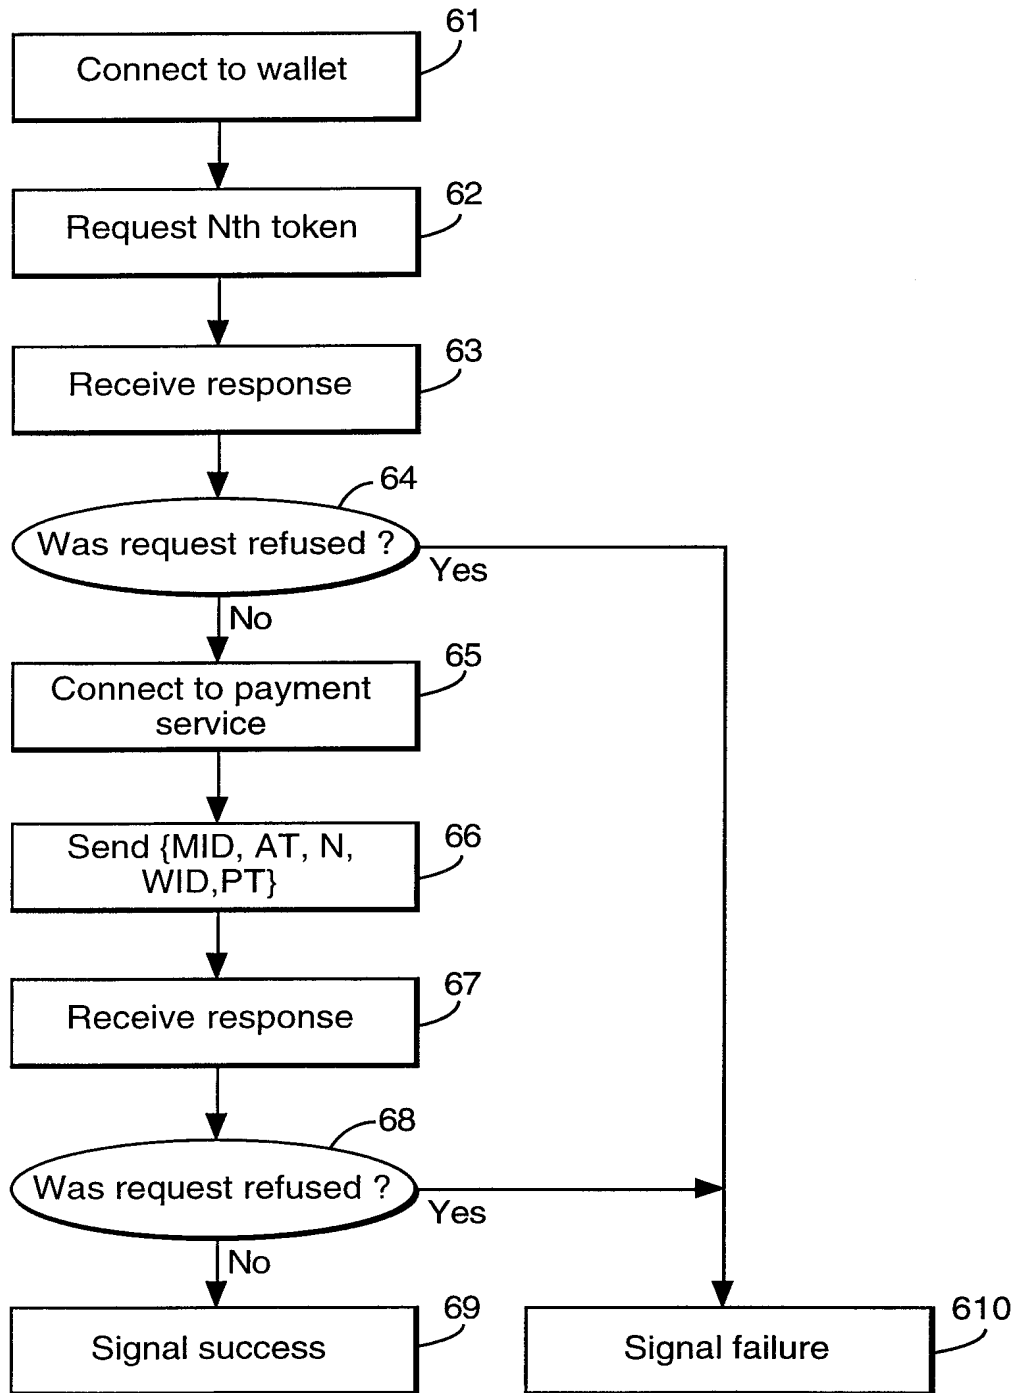 61
Connect to wallet
62
Request Nth token
63
Receive response
64
Was request refused ?
Yes
No
65
Connect to payment
service
66
Send {MID, AT, N,
WID,PT}
67
Receive response
68
Was request refused ?
Yes
No
69
Signal success
610
Signal failure